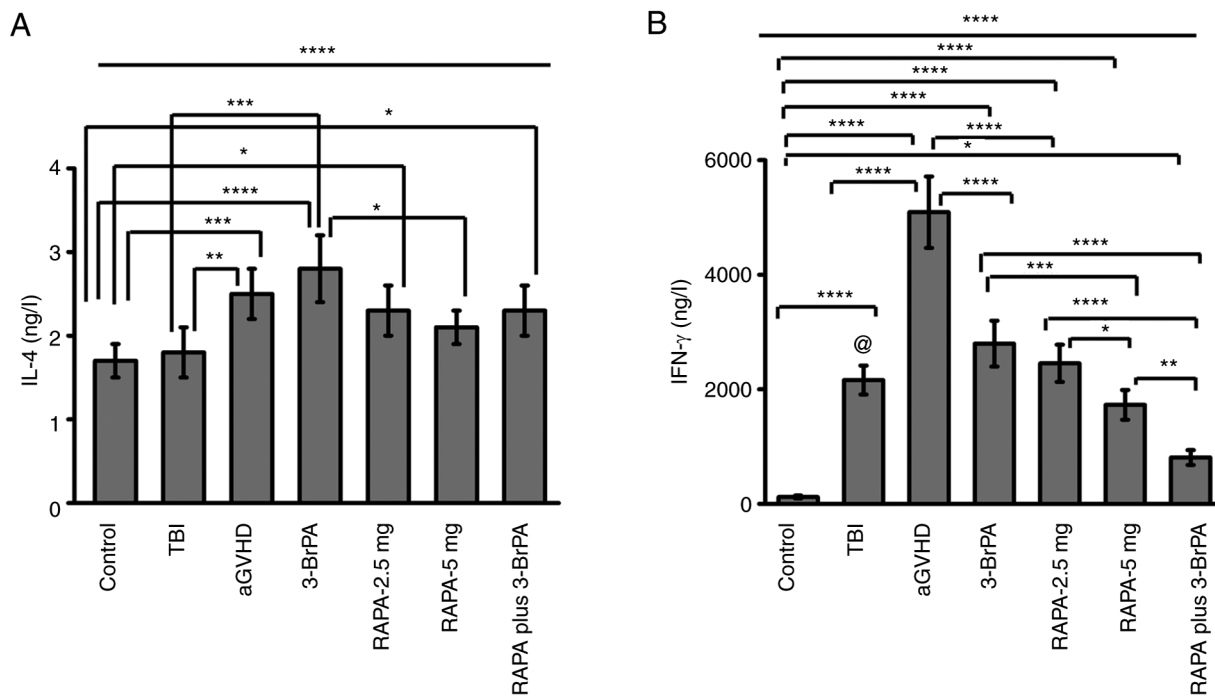 A
****
***
*
*
****
***
*
**
4
3
2
1
0
IL-4 (ng/l)
Control
TBI
aGVHD
3-BrPA
RAPA-2.5 mg
RAPA-5 mg
RAPA plus 3-BrPA
B
****
****
****
****
****
****
*
****
****
****
***
****
****
*
**
@
6000
4000
2000
0
IFN-γ (ng/l)
Control
TBI
aGVHD
3-BrPA
RAPA-2.5 mg
RAPA-5 mg
RAPA plus 3-BrPA